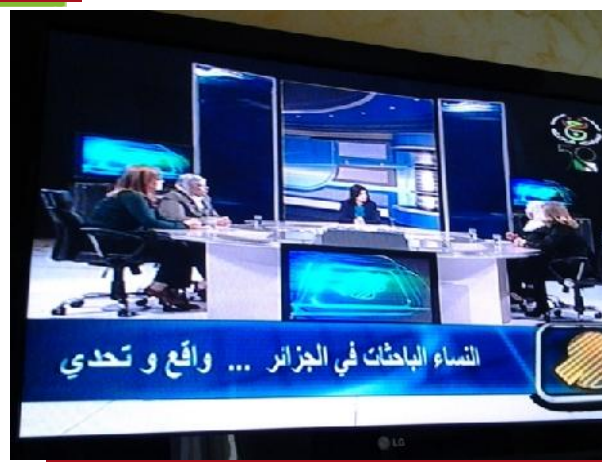 النساء الباحثات في الجزائر ... واقع و تحدي
LG